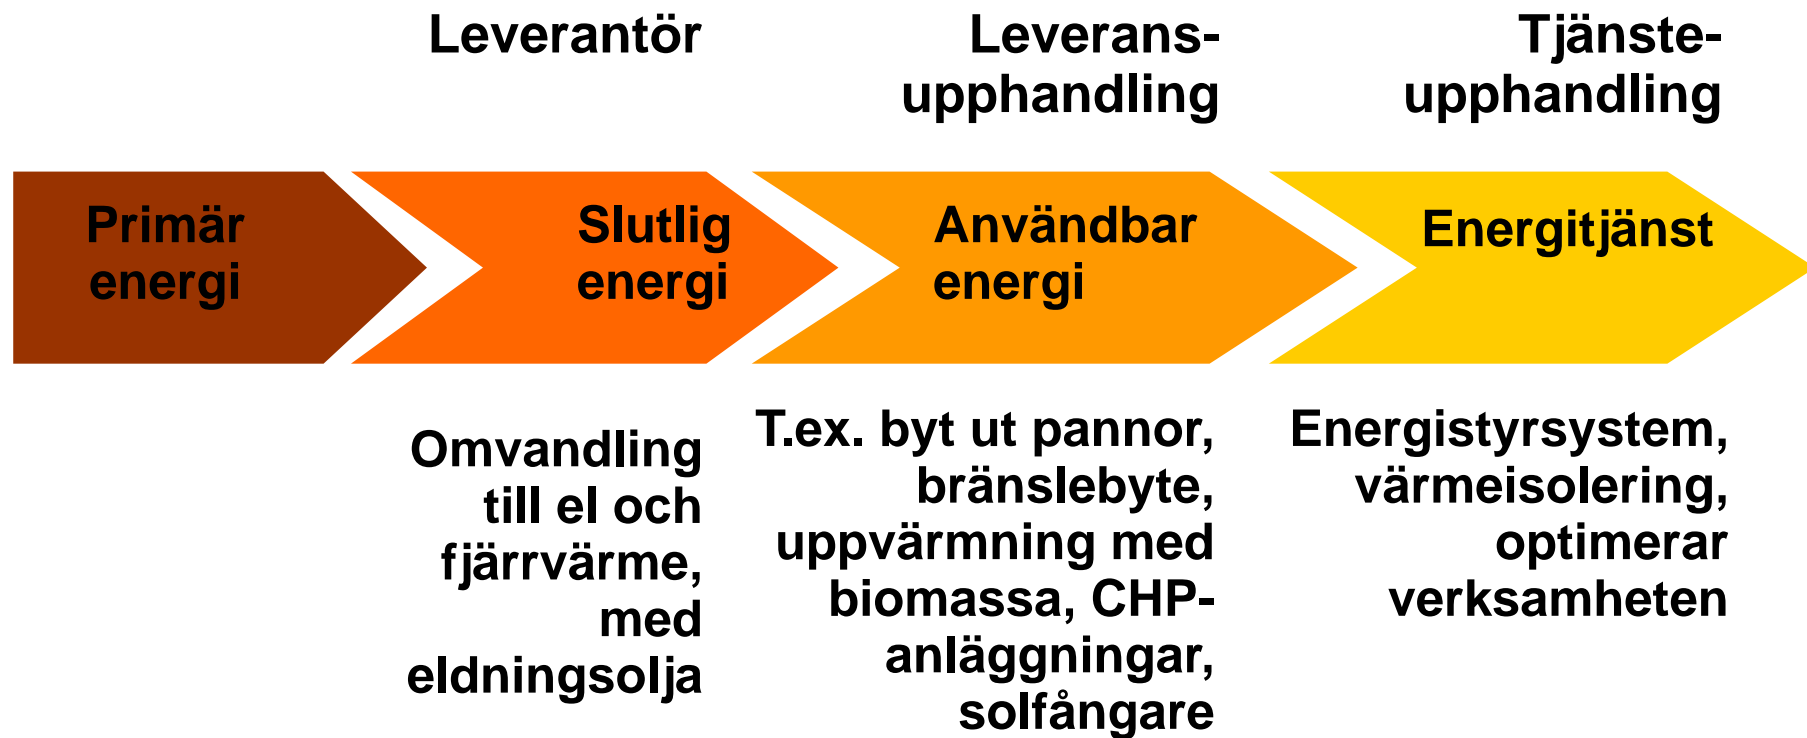 Leverantör
Leverans-
upphandling
Tjänste-
upphandling
Primär
energi
Slutlig
energi
Användbar
energi
Energitjänst
Omvandling
till el och
fjärrvärme,
med
eldningsolja
T.ex. byt ut pannor,
bränslebyte,
uppvärmning med
biomassa, CHP-
anläggningar,
solfångare
Energistyrsystem,
värmeisolering,
optimerar
verksamheten